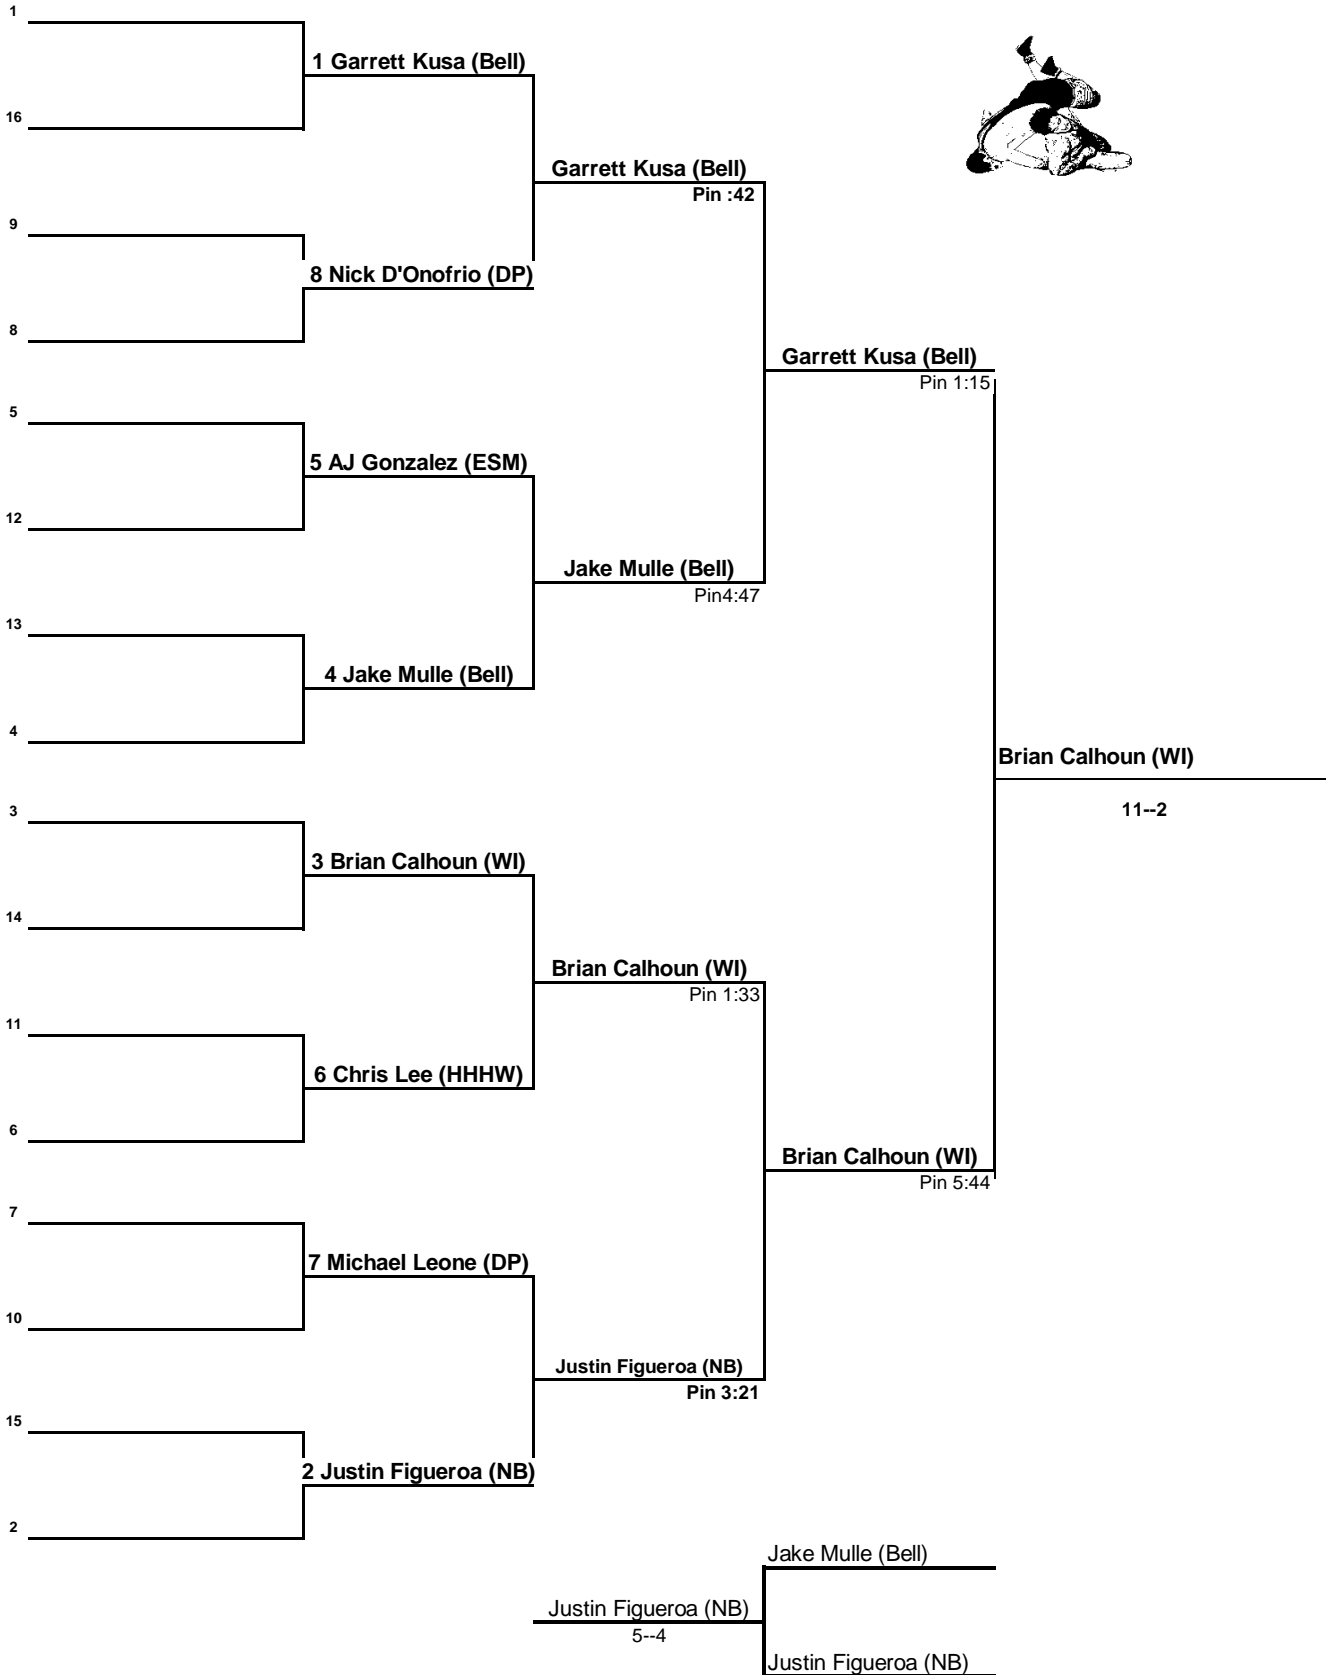 1
1 Garrett Kusa (Bell)
16
Garrett Kusa (Bell)
Pin :42
9
8 Nick D'Onofrio (DP)
8
Garrett Kusa (Bell)
Pin 1:15
5
5 AJ Gonzalez (ESM)
12
Jake Mulle (Bell)
Pin4:47
13
4 Jake Mulle (Bell)
4
Brian Calhoun (WI)
11--2
3
3 Brian Calhoun (WI)
14
Brian Calhoun (WI)
Pin 1:33
11
6 Chris Lee (HHHW)
6
Brian Calhoun (WI)
Pin 5:44
7
7 Michael Leone (DP)
10
Justin Figueroa (NB)
Pin 3:21
15
2 Justin Figueroa (NB)
2
Jake Mulle (Bell)
Justin Figueroa (NB)
5--4
Justin Figueroa (NB)